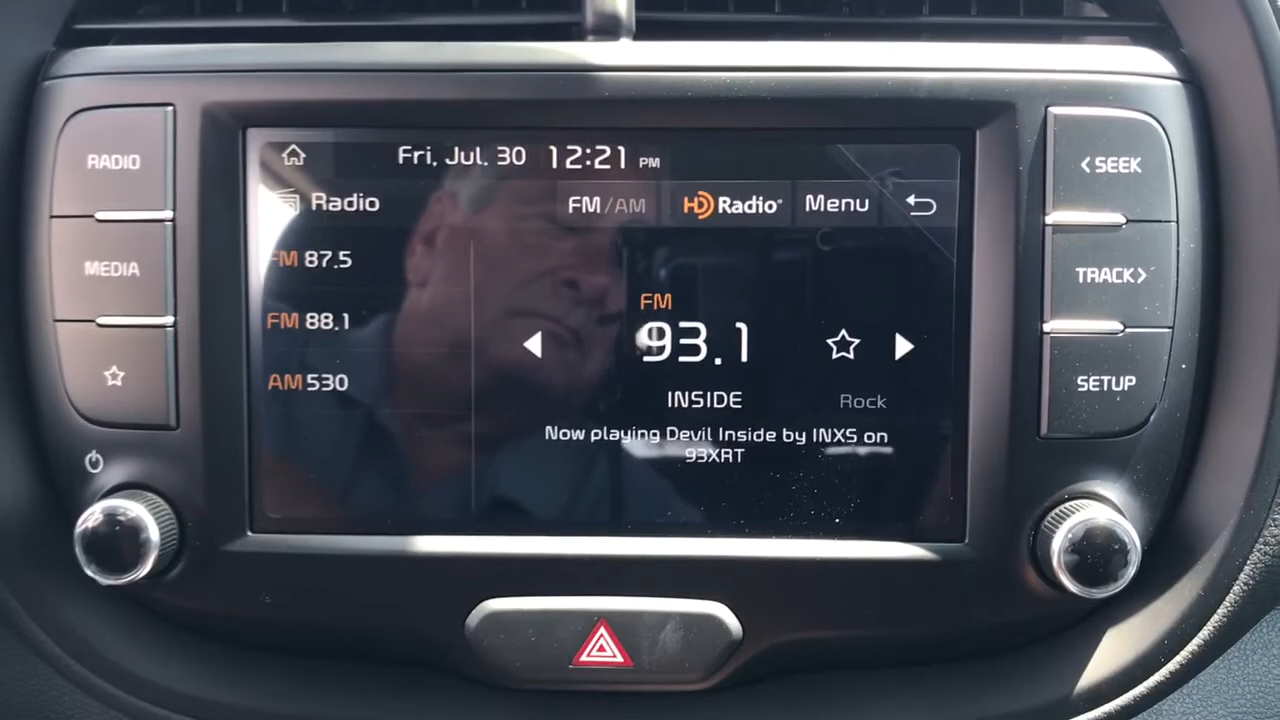 Fri, Jul. 30 12:21 PM
RADIO
MEDIA
Radio
FM/AM
HD Radio
Menu
FM 87.5
FM 88.1
AM 530
FM
93.1
INSIDE
Rock
Now playing Devil Inside by INXS on
93XRT
< SEEK
TRACK >
SETUP